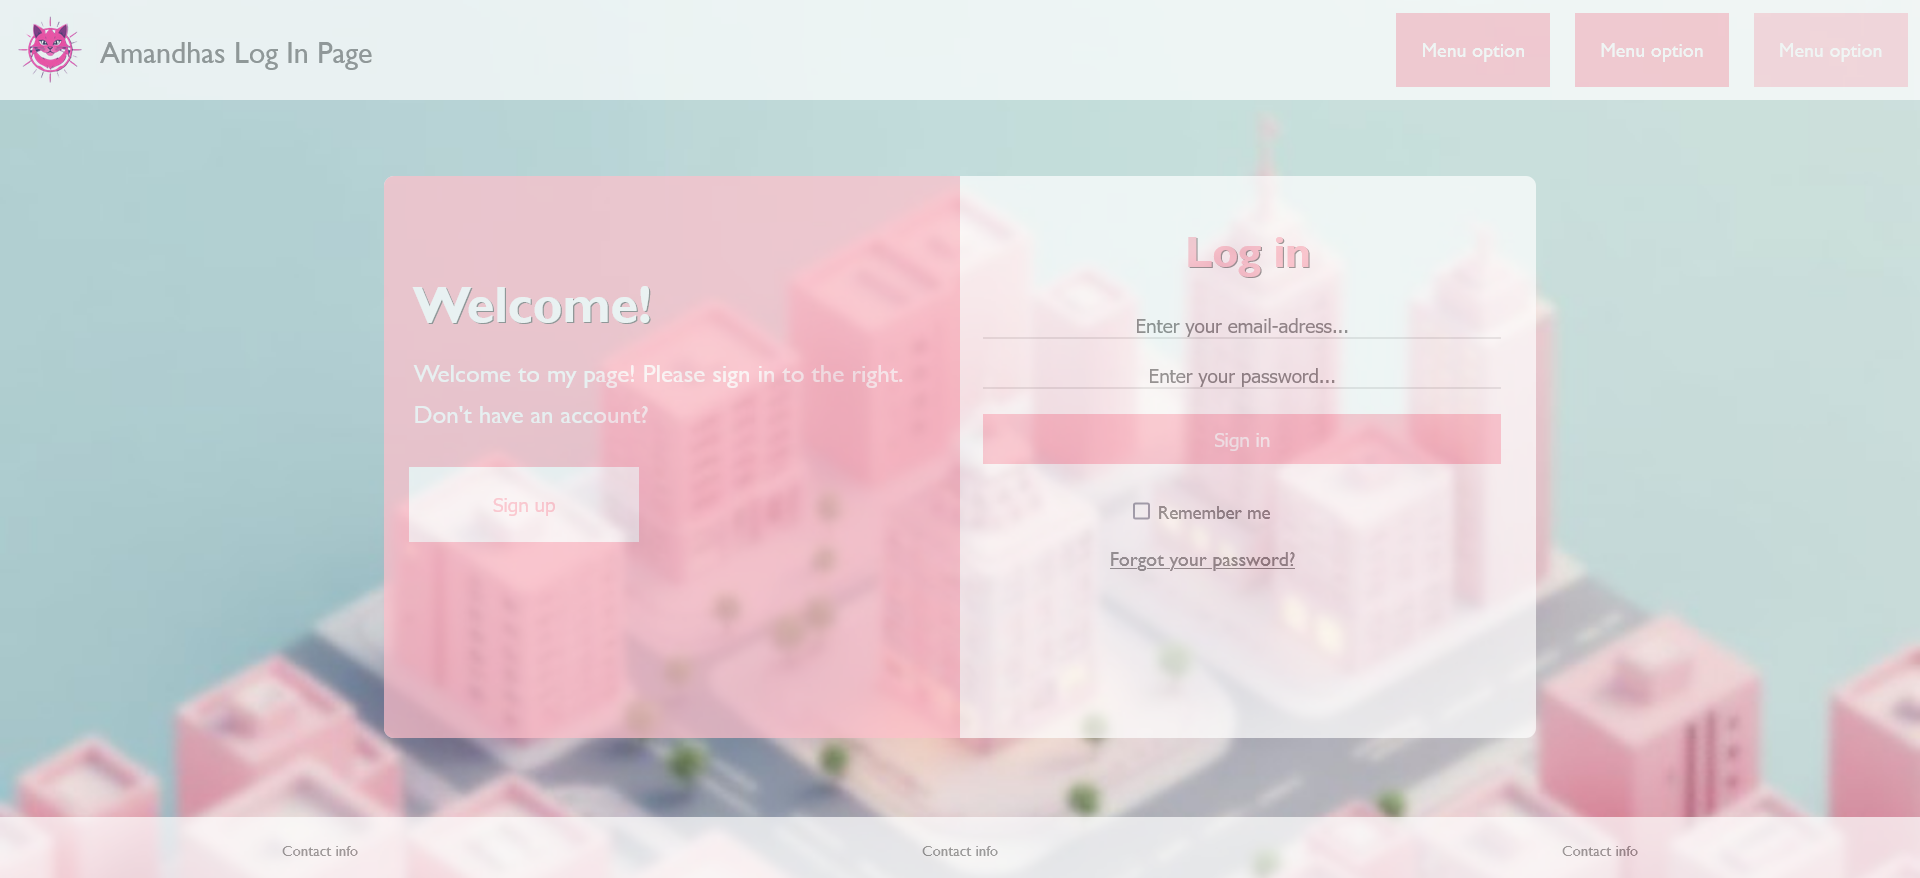 Amandhas Log In Page
Menu option
Menu option
Menu option
Welcome!
Welcome to my page! Please sign in to the right.
Don't have an account?
Sign up
Log in
Enter your email-adress...
Enter your password...
Sign in
Remember me
Forgot your password?
Contact info
Contact info
Contact info